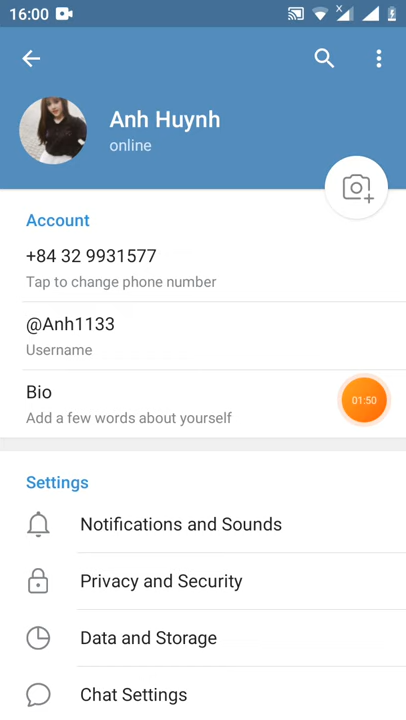 16:00
Anh Huynh
online
Account
+84 32 9931577
Tap to change phone number
@Anh1133
Username
Bio
Add a few words about yourself
01:50
Settings
Notifications and Sounds
Privacy and Security
Data and Storage
Chat Settings